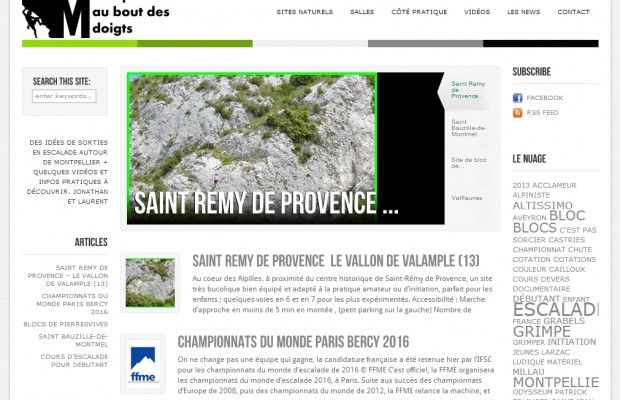 au bout des
doigts
SITES NATURELS
SALLES
CÔTÉ PRATIQUE
VIDÉOS
LES NEWS
CONTACT
SEARCH THIS SITE:
enter keywords...
DES IDÉES DE SORTIES
EN ESCALADE AUTOUR
DE MONTPELLIER +
QUELQUES VIDÉOS ET
INFOS PRATIQUES À
DÉCOUVRIR. JONATHAN
ET LAURENT
ARTICLES
SAINT REMY DE
PROVENCE – LE VALLON
DE VALAMPLE (13)
CHAMPIONNATS DU
MONDE PARIS BERCY
2016
BLOCS DE PIERRESVIVES
SAINT BAUZILLE-DE-
MONTMEL
COURS D'ESCALADE
POUR DEBUTANT
SAINT REMY DE PROVENCE ...
Saint Remy
de
Provence...
Saint
Bauzille-de-
Montmel
Site de
bloc de...
Valflaunes
SAINT REMY DE PROVENCE LE VALLON DE VALAMPLE (13)
Au coeur des Alpilles, à proximité du centre historique de Saint-Rémy de Provence, un site
très bucolique bien équipé et adapté à la pratique amateur ou d'initiation, parfait pour les
enfants ; quelques voies en 6 et en 7 pour les plus expérimentés. Accessibilité : Marche
d'approche en moins de 5 min en montée , (petit parking sur la gauche) Nombre de
CHAMPIONNATS DU MONDE PARIS BERCY 2016
ffme
On ne change pas une équipe qui gagne, la candidature française a été retenue hier par l'IFSC
pour les championnats du monde d'escalade 2016 © FFME C'est officiel, la FFME organisera
les championnats du monde d'escalade 2016, à Paris. Suite aux succès des championnats
d'Europe de 2008, puis des championnats du monde de 2012, la FFME relance la machine, et
SUBSCRIBE
FACEBOOK
RSS FEED
LE NUAGE
2013 ACCLAMEUR
ALPINISTE
ALTISSIMO
AVEYRON BLOC
BLOCS C'EST PAS
SORCIER CASTRIES
CHAMPIONNAT CHUTE
COTATION COTATIONS
COULEUR CAILLOUX
COURS DEVERS
DOCUMENTAIRE
DÉBUTANT ENFANT
ESCALADE
FRANCE GRABELS
GRIMPE
GRIMPER INITIATION
JEUNES LARZAC
LUDIQUE MATÉRIEL
MILLAU
MONTPELLIER
ODYSSEUM PATRICK